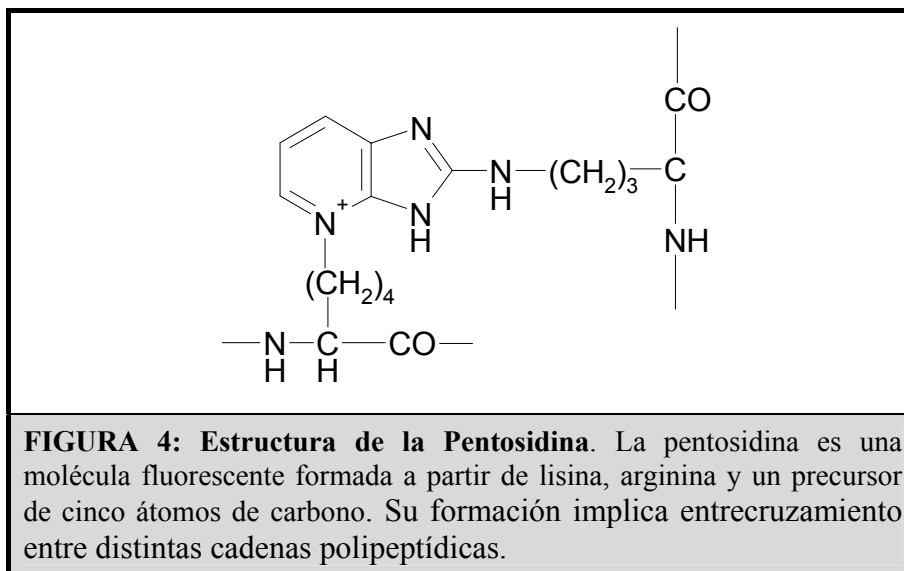 CO
N
N
(CH2)3
C
H
N+
N
H
NH
(CH2)4
N
C
CO
H
H
FIGURA 4: Estructura de la Pentosidina. La pentosidina es una
molécula fluorescente formada a partir de lisina, arginina y un precursor
de cinco átomos de carbono. Su formación implica entrecruzamiento
entre distintas cadenas polipeptídicas.